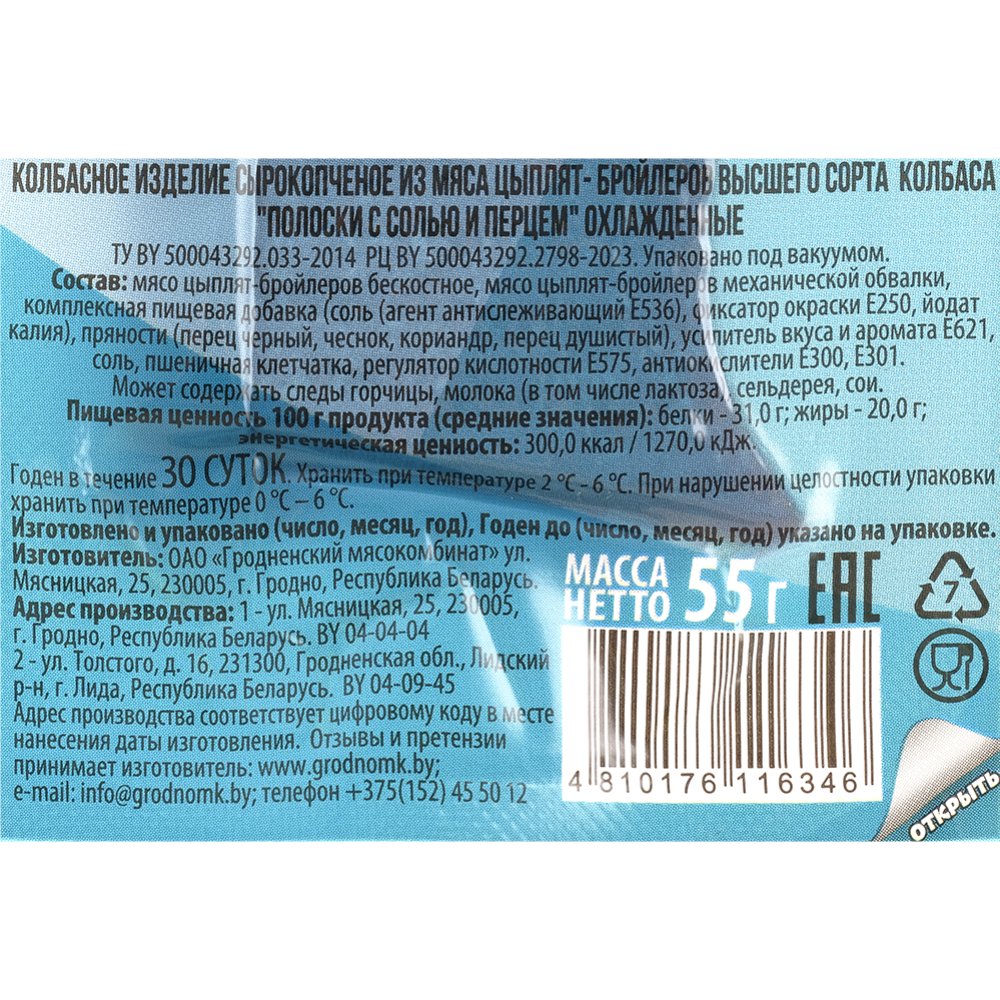 КОЛБАСНОЕ ИЗДЕЛИЕ СЫРОКОПЧЕНОЕ ИЗ МЯСА ЦЫПЛЯТ- БРОЙЛЕРОВ ВЫСШЕГО СОРТА КОЛБАСА
"ПОЛОСКИ С СОЛЬЮ И ПЕРЦЕМ" ОХЛАЖДЕННЫЕ
ТУ BY 500043292.033-2014 РЦ BY 500043292.2798-2023. Упаковано под вакуумом.
Состав: мясо цыплят-бройлеров бескостное, мясо цыплят-бройлеров механической обвалки,
комплексная пищевая добавка (соль (агент антислеживающий Е536), фиксатор окраски Е250, йодат
калия), пряности (перец черный, чеснок, кориандр, перец душистый), усилитель вкуса и аромата Е621,
соль, пшеничная клетчатка, регулятор кислотности Е575, антиокислители Е300, Е301.
Может содержать следы горчицы, молока (в том числе лактоза), сельдерея, сои.
Пищевая ценность 100 г продукта (средние значения): белки - 31,0 г; жиры - 20,0 г;
энергетическая ценность: 300,0 ккал / 1270,0 кДж.
Годен в течение 30 СУТОК. Хранить при температуре 2 °С – 6 °С. При нарушении целостности упаковки
хранить при температуре 0 °С – 6 °С.
Изготовлено и упаковано (число, месяц, год), Годен до (число, месяц, год) указано на упаковке.
Изготовитель: ОАО «Гродненский мясокомбинат» ул.
Мясницкая, 25, 230005, г. Гродно, Республика Беларусь.
Адрес производства: 1 - ул. Мясницкая, 25, 230005,
г. Гродно, Республика Беларусь. BY 04-04-04
2 - ул. Толстого, д. 16, 231300, Гродненская обл., Лидский
р-н, г. Лида, Республика Беларусь. BY 04-09-45
Адрес производства соответствует цифровому коду в месте
нанесения даты изготовления. Отзывы и претензии
принимает изготовитель: www.grodnomk.by;
e-mail: info@grodnomk.by; телефон +375(152) 45 50 12
МАССА
НЕТТО 55 г
EAC
7
4 810176 116346
ОТКРЫТЬ